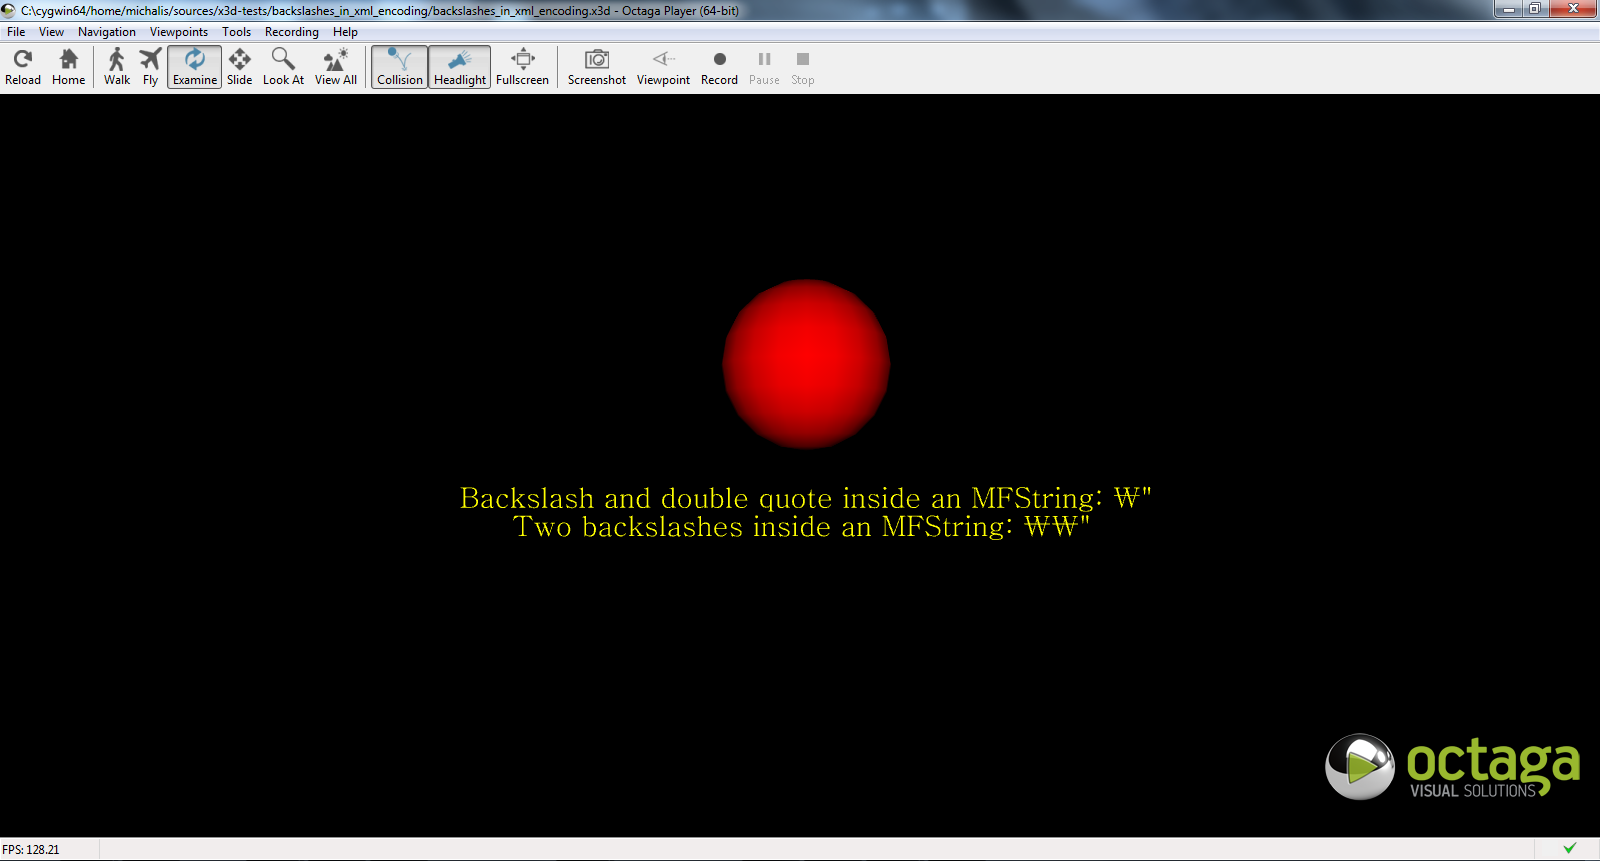 C:\cygwin64/home/michalis/sources/x3d-tests/backslashes_in_xml_encoding/backslashes_in_xml_encoding.x3d - Octaga Player (64-bit)
File View Navigation Viewpoints Tools Recording Help
Reload Home Walk Fly Examine Slide Look At View All Collision Headlight Fullscreen Screenshot Viewpoint Record Pause Stop
Backslash and double quote inside an MFString: ₩"
Two backslashes inside an MFString: ₩₩"
octaga
VISUAL SOLUTIONS
FPS: 128.21